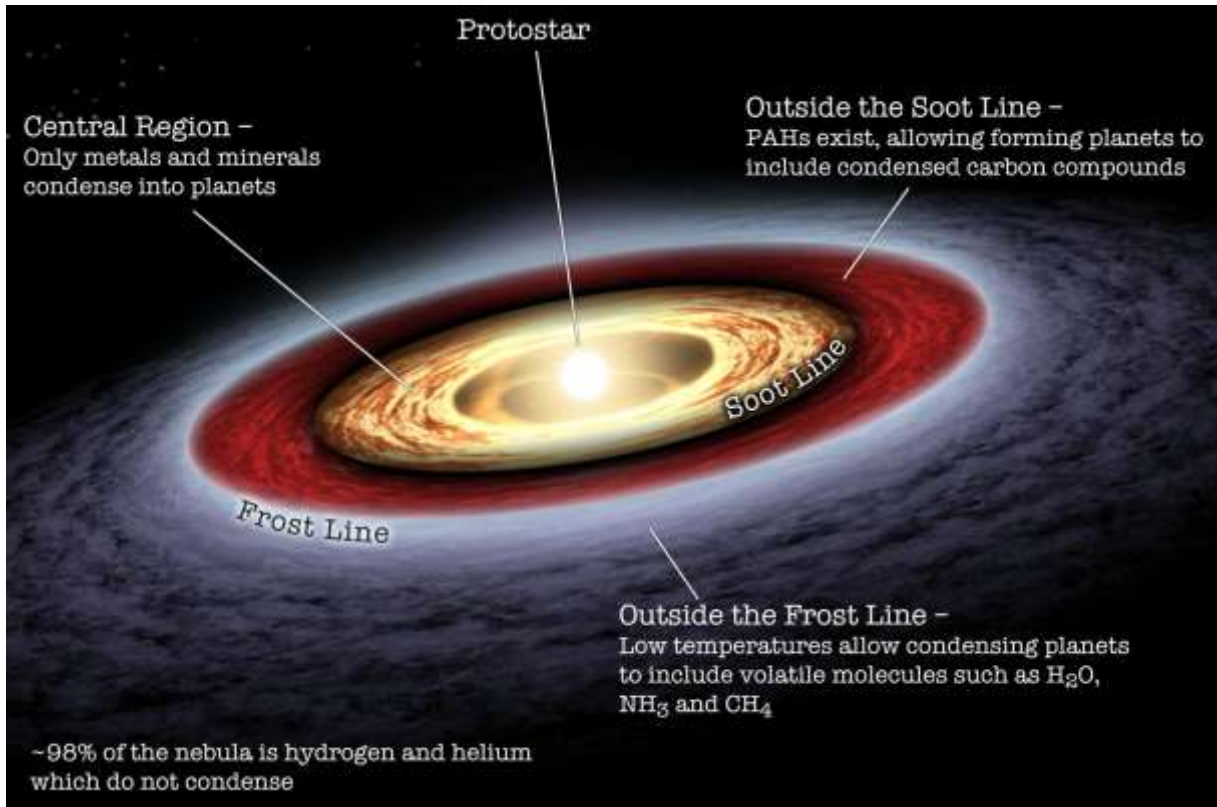 Protostar
Central Region –
Only metals and minerals
condense into planets
Outside the Soot Line –
PAHs exist, allowing forming planets to
include condensed carbon compounds
Soot Line
Frost Line
Outside the Frost Line –
Low temperatures allow condensing planets
to include volatile molecules such as H₂O,
NH₃ and CH₄
~98% of the nebula is hydrogen and helium
which do not condense